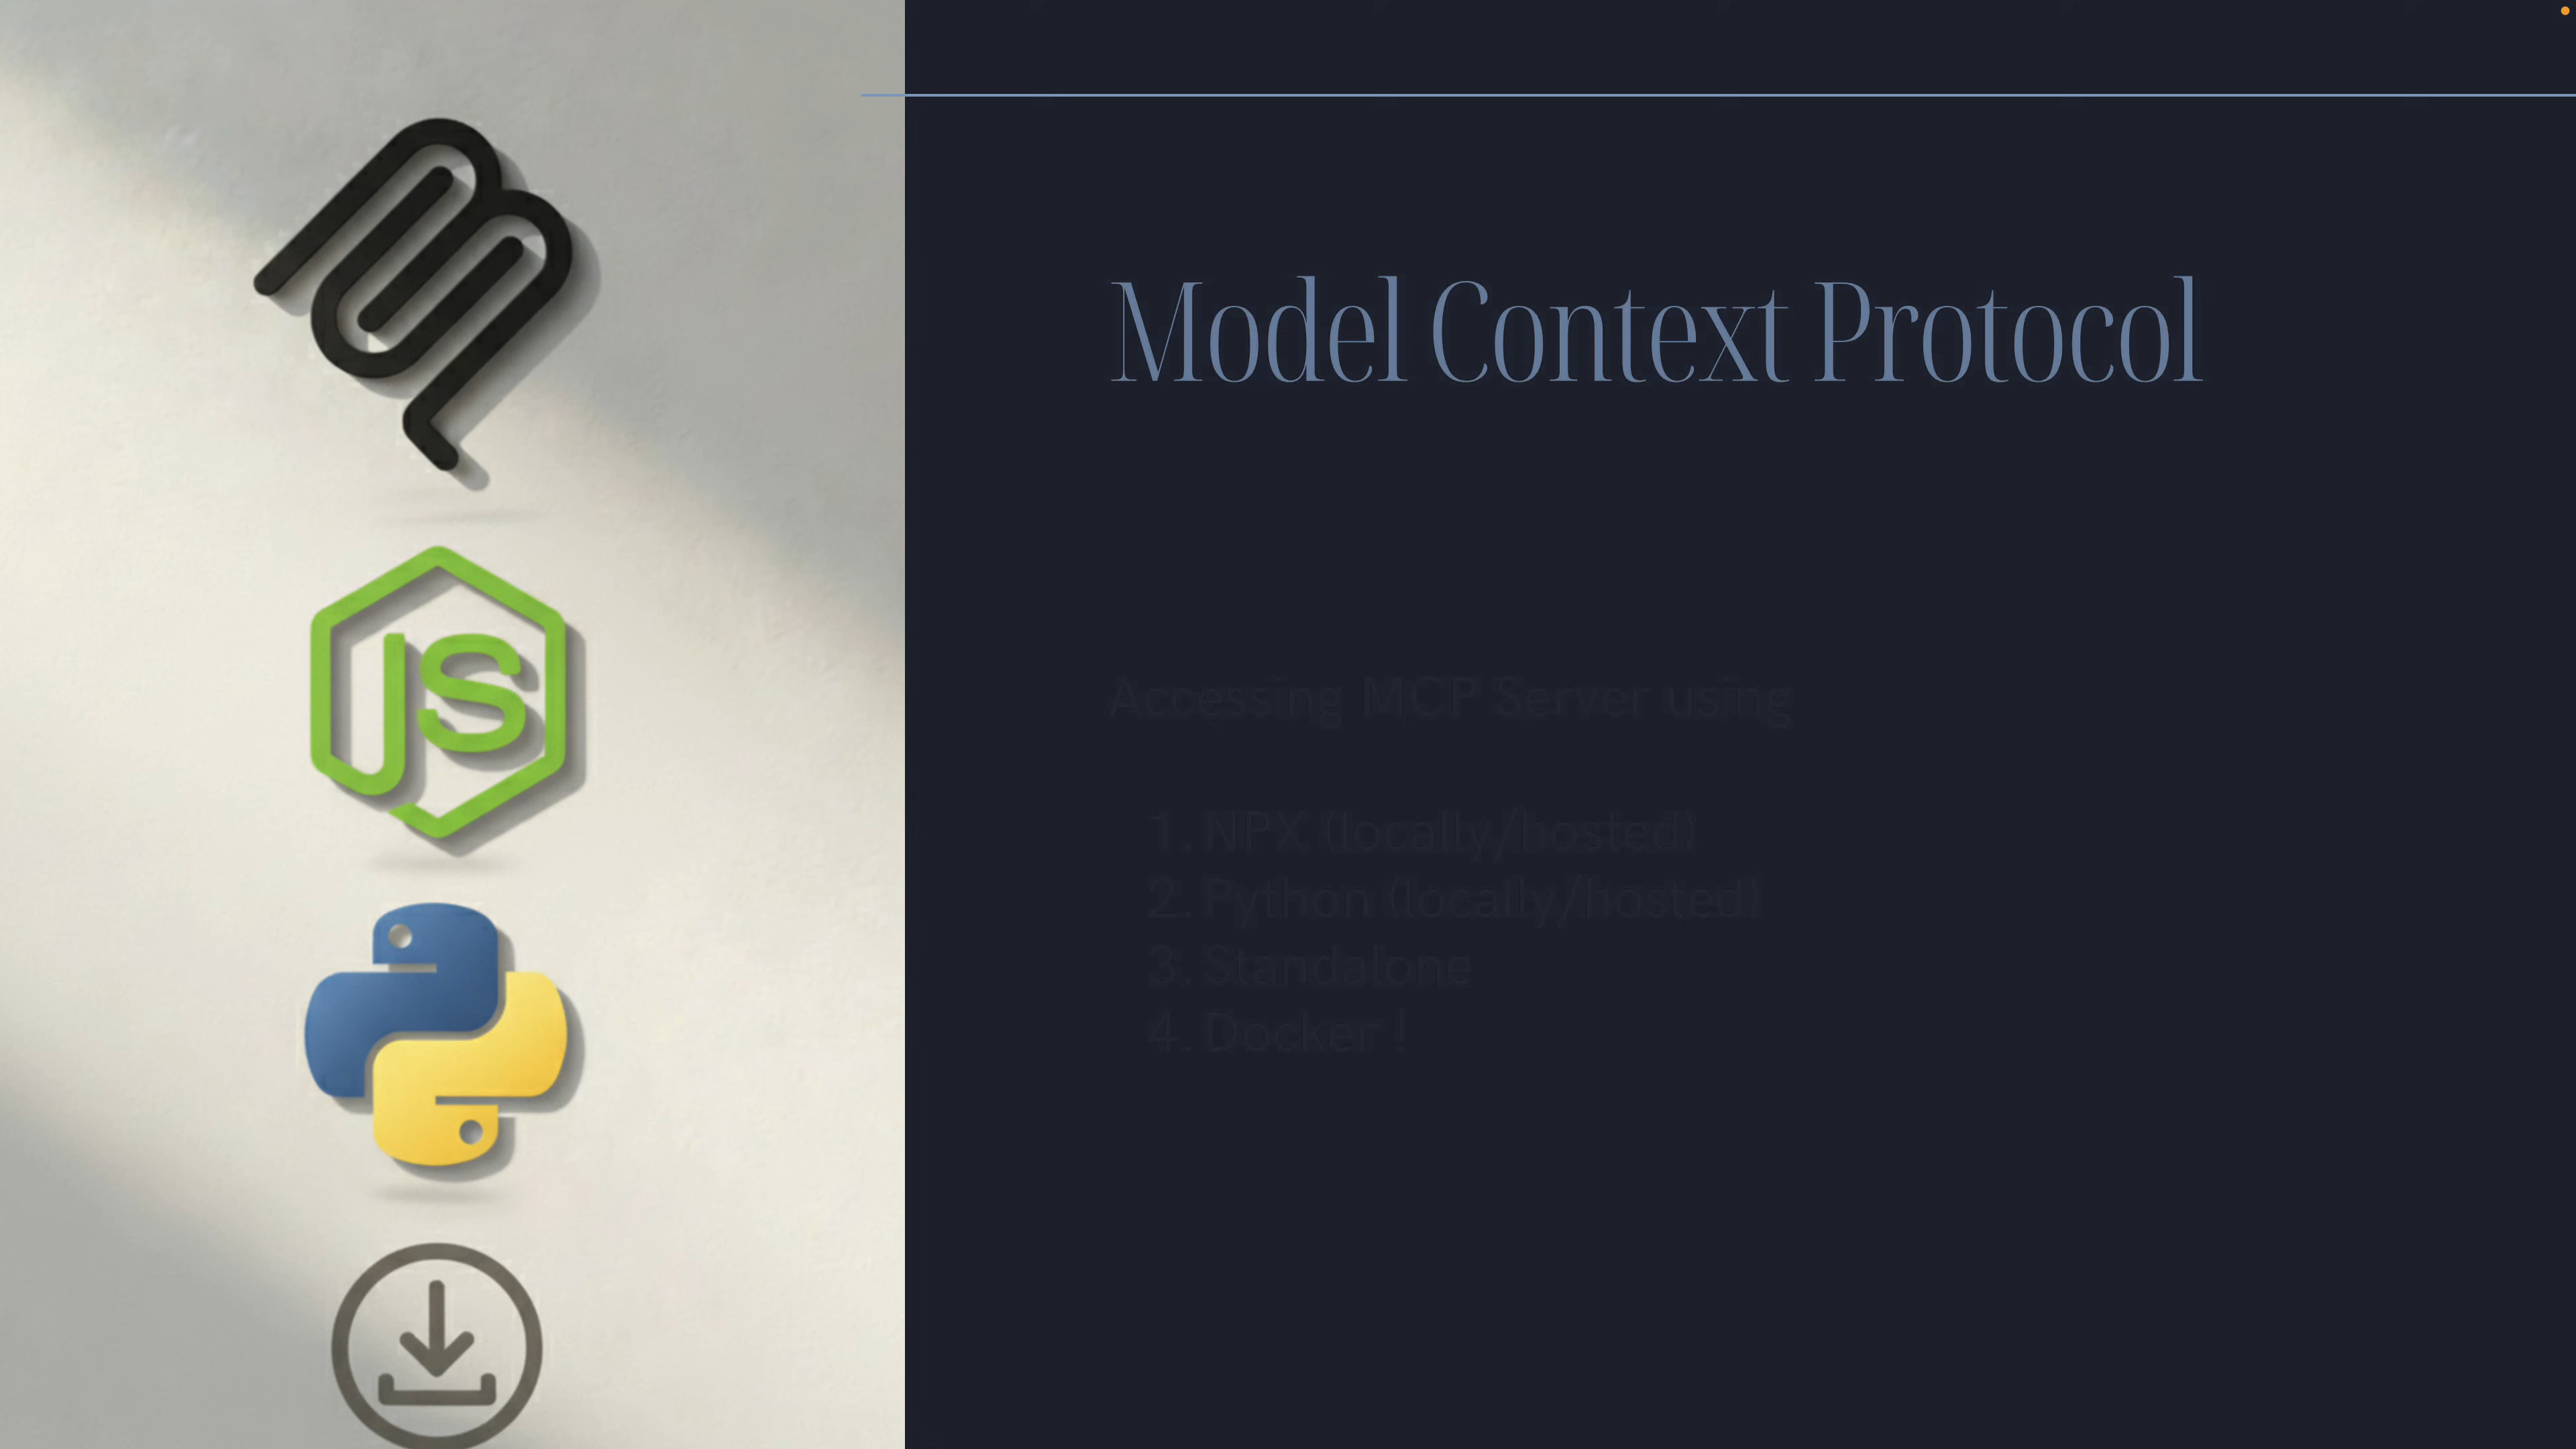 JS
Model Context Protocol
Accessing MCP Server using
1. NPX (locally/hosted)
2. Python (locally/hosted)
3. Standalone
4. Docker !